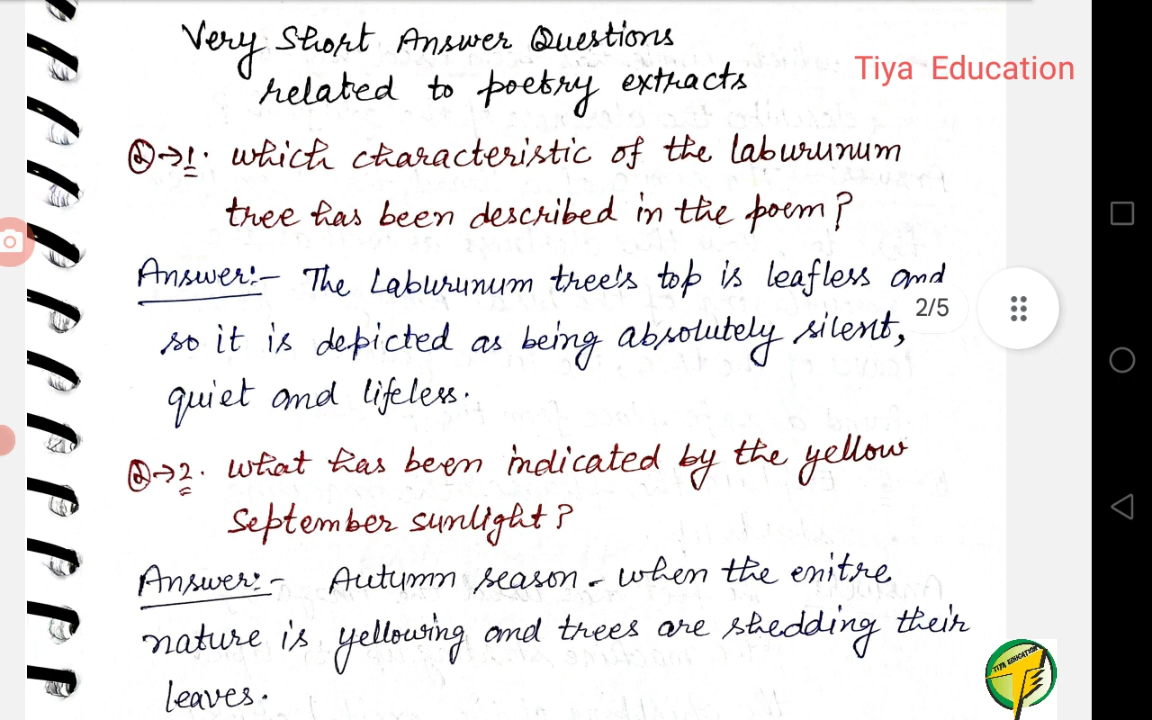 Very Short Answer Questions
related to poetry extracts
Tiya Education
Q→1. which characteristic of the laburunum
tree has been described in the poem?
Answer:- The Laburunum tree's top is leafless and
2/5
so it is depicted as being absolutely silent,
quiet and lifeless.
Q→2. what has been indicated by the yellow
September sunlight?
Answer:- Autumn season - when the enitre
nature is yellowing and trees are shedding their
leaves.
TIYA EDUCATION